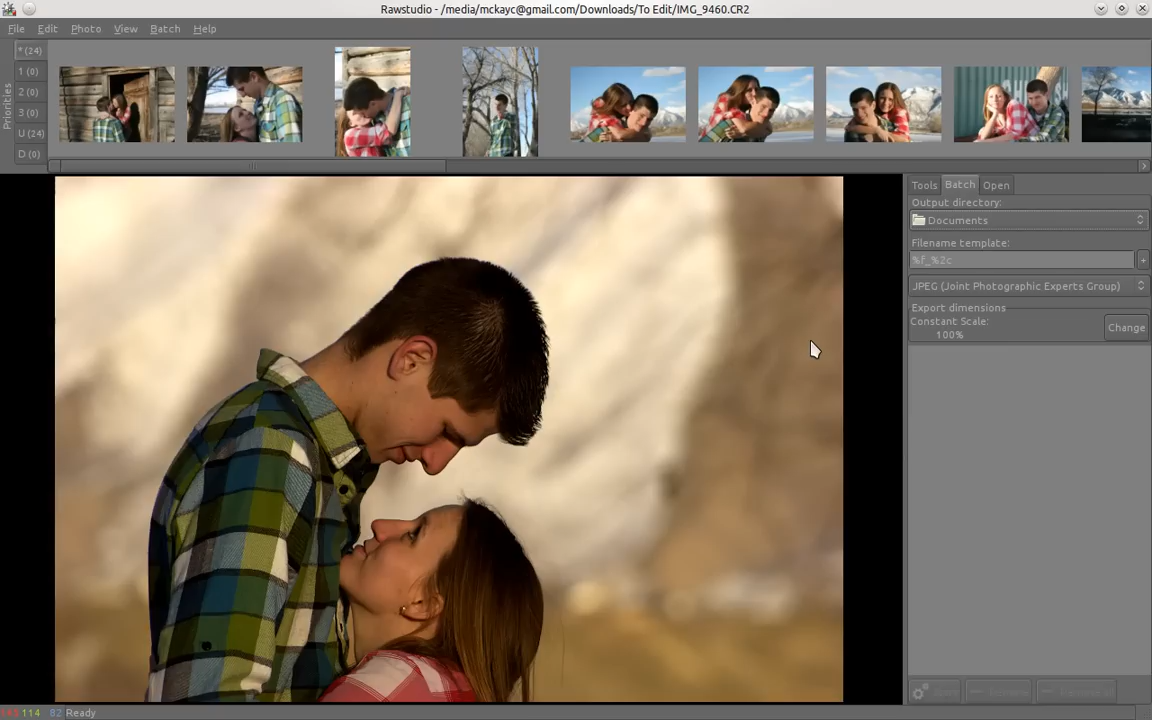 Rawstudio - /media/mckayc@gmail.com/Downloads/To Edit/IMG_9460.CR2
File Edit Photo View Batch Help
Priorities
* (24)
1 (0)
2 (0)
3 (0)
U (24)
D (0)
Tools Batch Open
Output directory:
Documents
Filename template:
%f_%2c
+
JPEG (Joint Photographic Experts Group)
Export dimensions
Constant Scale:
100%
Change
Remove
114 82 Ready